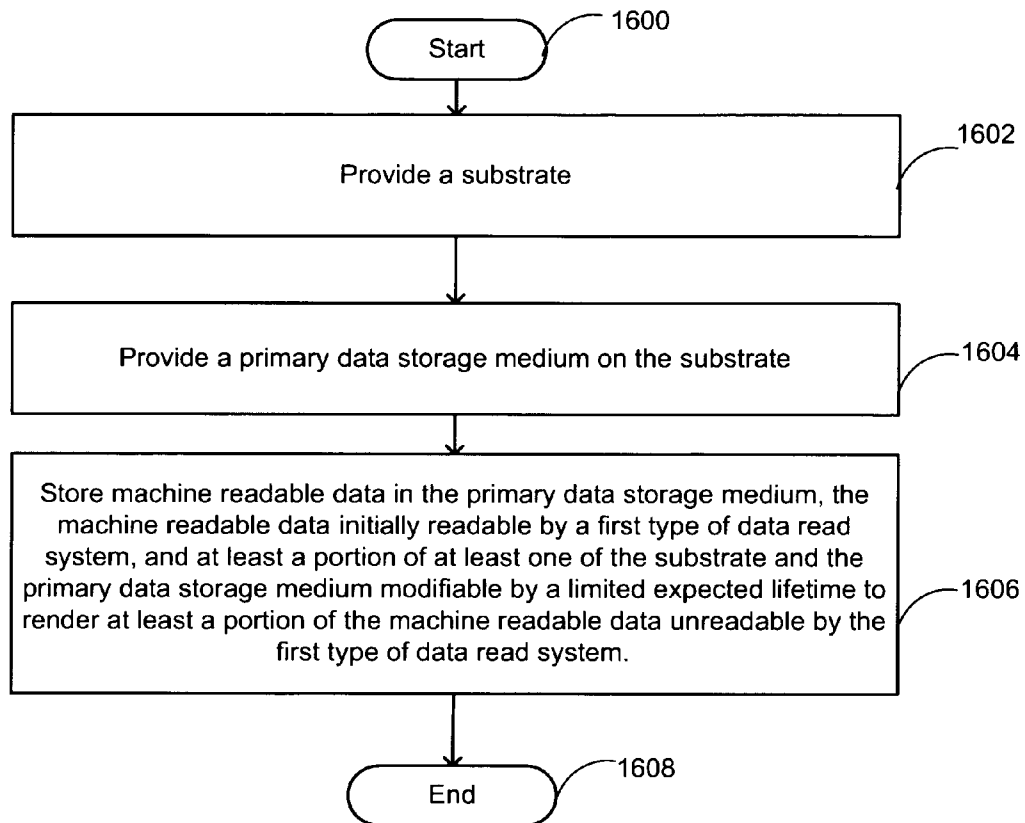 Start
1600
Provide a substrate
1602
Provide a primary data storage medium on the substrate
1604
Store machine readable data in the primary data storage medium, the
machine readable data initially readable by a first type of data read
system, and at least a portion of at least one of the substrate and the
primary data storage medium modifiable by a limited expected lifetime to
render at least a portion of the machine readable data unreadable by the
first type of data read system.
1606
End
1608